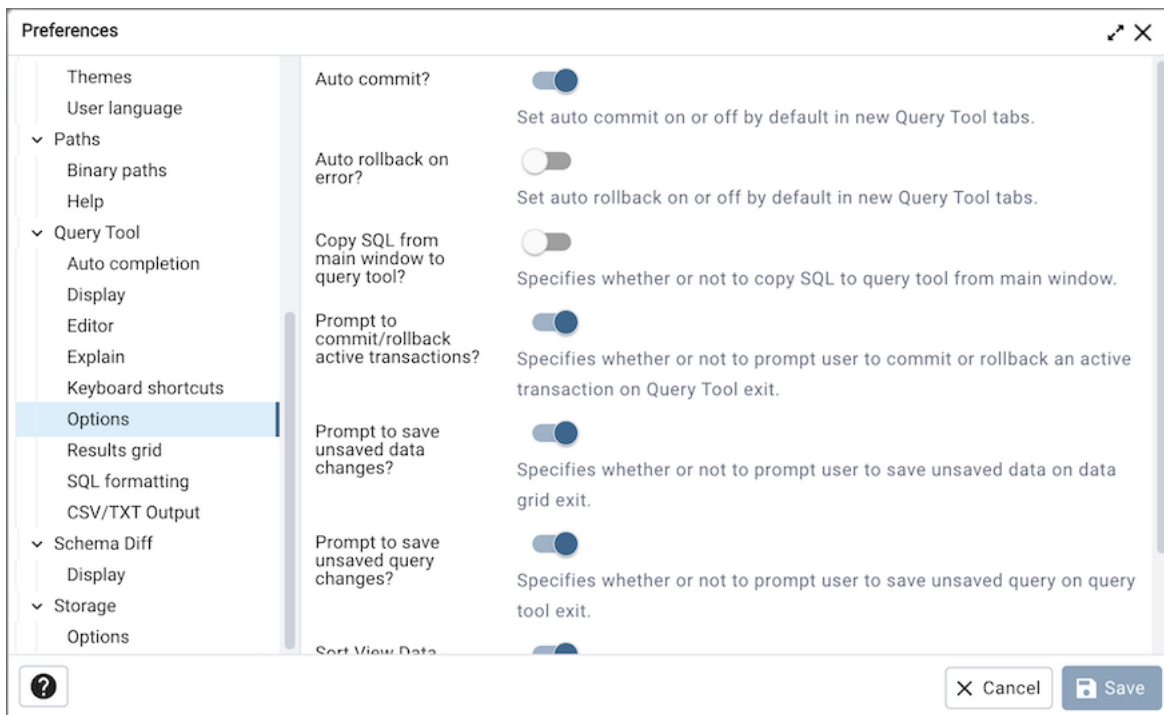 Preferences
Themes
User language
Paths
Binary paths
Help
Query Tool
Auto completion
Display
Editor
Explain
Keyboard shortcuts
Options
Results grid
SQL formatting
CSV/TXT Output
Schema Diff
Display
Storage
Options
Auto commit?
Set auto commit on or off by default in new Query Tool tabs.
Auto rollback on
error?
Set auto rollback on or off by default in new Query Tool tabs.
Copy SQL from
main window to
query tool?
Specifies whether or not to copy SQL to query tool from main window.
Prompt to
commit/rollback
active transactions?
Specifies whether or not to prompt user to commit or rollback an active
transaction on Query Tool exit.
Prompt to save
unsaved data
changes?
Specifies whether or not to prompt user to save unsaved data on data
grid exit.
Prompt to save
unsaved query
changes?
Specifies whether or not to prompt user to save unsaved query on query
tool exit.
Sort View Data
?
Cancel
Save